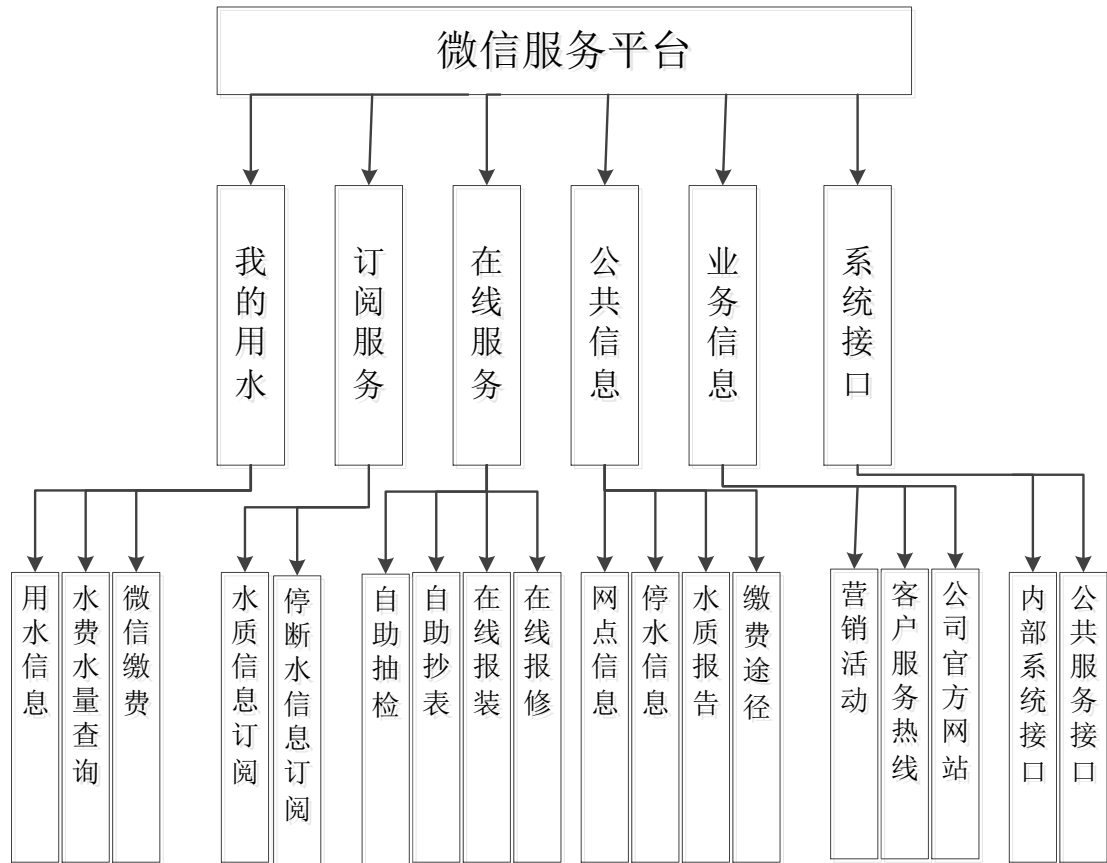 微信服务平台
我的用水
订阅服务
在线服务
公共信息
业务信息
系统接口
用水信息
水费水量查询
微信缴费
水质信息订阅
停断水信息订阅
自助抽检
自助抄表
在线报装
在线报修
网点信息
停水信息
水质报告
缴费途径
营销活动
客户服务热线
公司官方网站
内部系统接口
公共服务接口